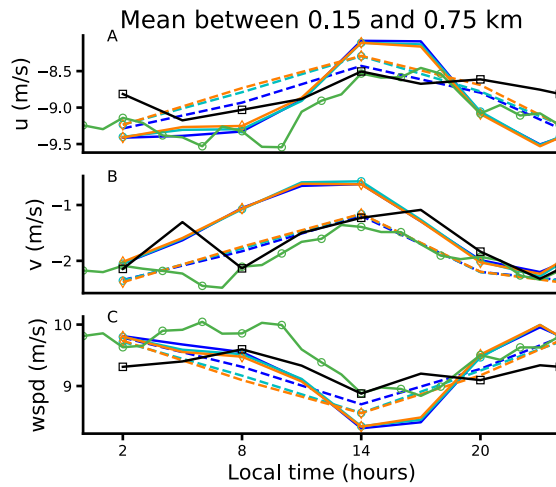 Mean between 0.15 and 0.75 km
A
−8.5
−9.0
−9.5
u (m/s)
B
−1
−2
v (m/s)
C
10
9
wspd (m/s)
2 8 14 20
Local time (hours)